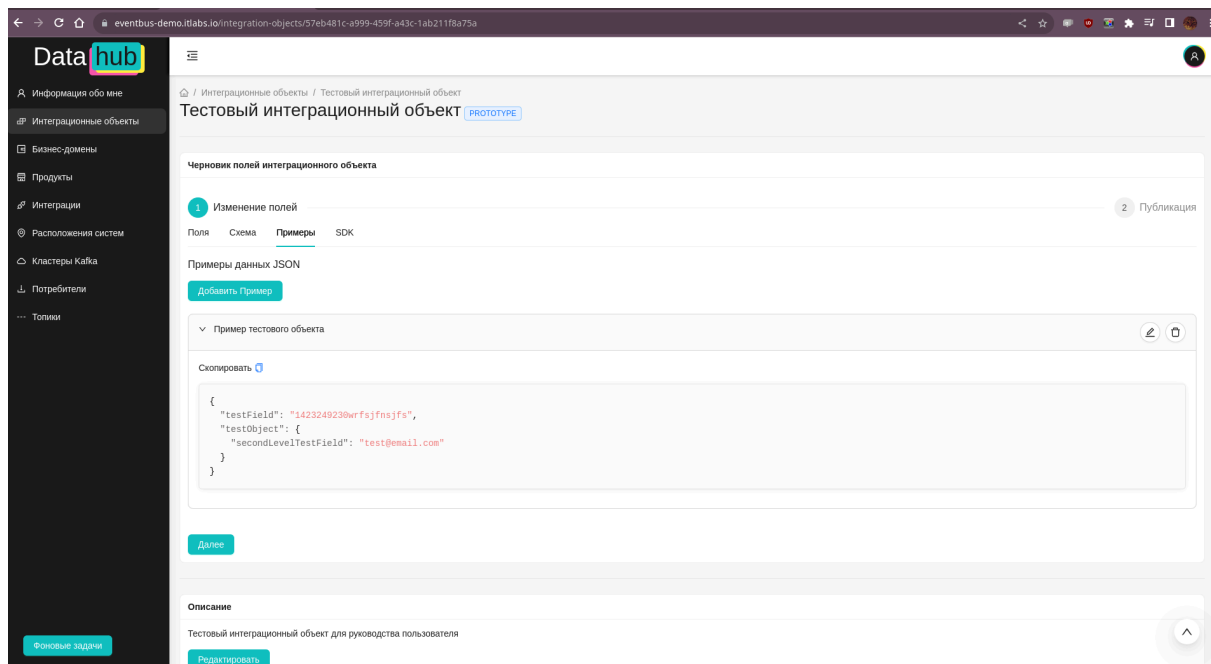 eventbus-demo.itlabs.io/integration-objects/57eb481c-a999-459f-a43c-1ab211f8a75a
Data hub
Информация обо мне
Интеграционные объекты
Бизнес-домены
Продукты
Интеграции
Расположения систем
Кластеры Kafka
Потребители
Топики
Фоновые задачи
/ Интеграционные объекты / Тестовый интеграционный объект
Тестовый интеграционный объект PROTOTYPE
Черновик полей интеграционного объекта
1 Изменение полей
2 Публикация
Поля Схема Примеры SDK
Примеры данных JSON
Добавить Пример
Пример тестового объекта
Скопировать
{
"testField": "1423249230wrfsjfnsjfs",
"testObject": {
"secondLevelTestField": "test@email.com"
}
}
Далее
Описание
Тестовый интеграционный объект для руководства пользователя
Редактировать